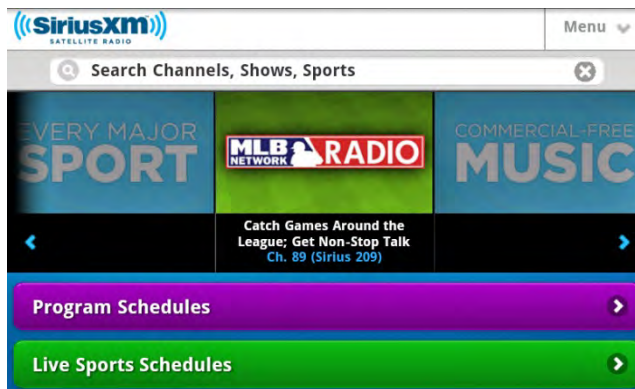 ((SiriusXM))
SATELLITE RADIO
Menu
Search Channels, Shows, Sports
EVERY MAJOR
SPORT
MLB NETWORK RADIO
COMMERCIAL-FREE
MUSIC
Catch Games Around the
League; Get Non-Stop Talk
Ch. 89 (Sirius 209)
Program Schedules
Live Sports Schedules